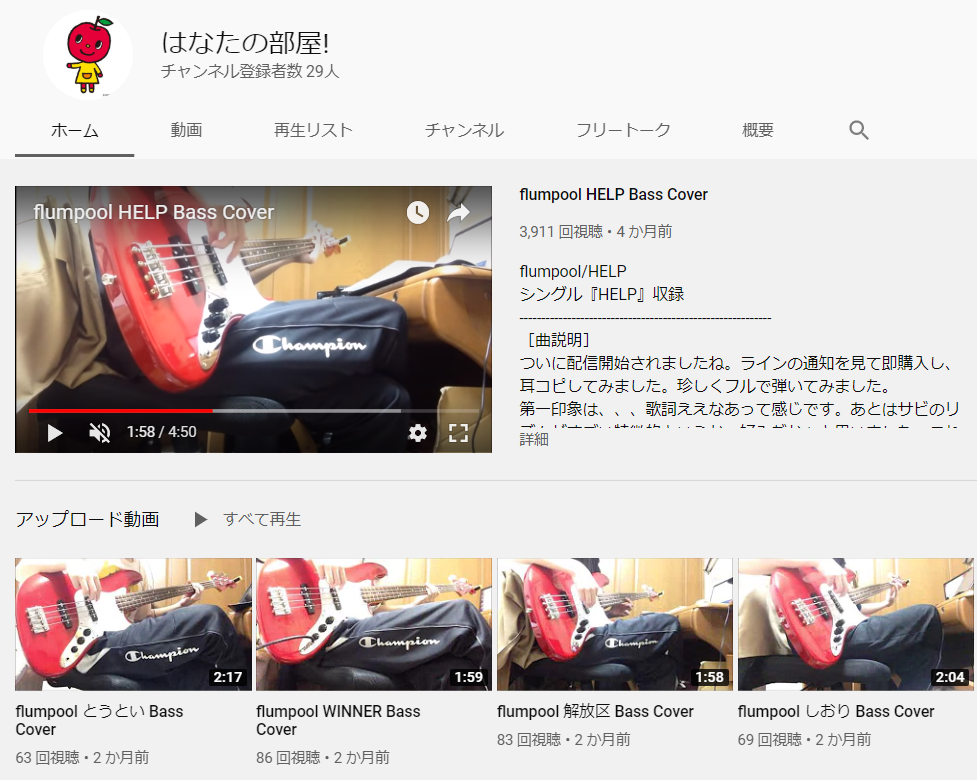 はなたの部屋!
チャンネル登録者数 29人
ホーム
動画
再生リスト
チャンネル
フリートーク
概要
flumpool HELP Bass Cover
Champion
1:58 / 4:50
flumpool HELP Bass Cover
3,911 回視聴・4 か月前
flumpool/HELP
シングル『HELP』収録
--------------------------------------------------------
［曲説明］
ついに配信開始されましたね。ラインの通知を見て即購入し、
耳コピしてみました。珍しくフルで弾いてみました。
第一印象は、、、歌詞ええなあって感じです。あとはサビのリ
詳細
アップロード動画
すべて再生
Champion
2:17
Champion
1:59
Champion
1:58
2:04
flumpool とうとい Bass
Cover
63 回視聴・2 か月前
flumpool WINNER Bass
Cover
86 回視聴・2 か月前
flumpool 解放区 Bass Cover
83 回視聴・2 か月前
flumpool しおり Bass Cover
69 回視聴・2 か月前